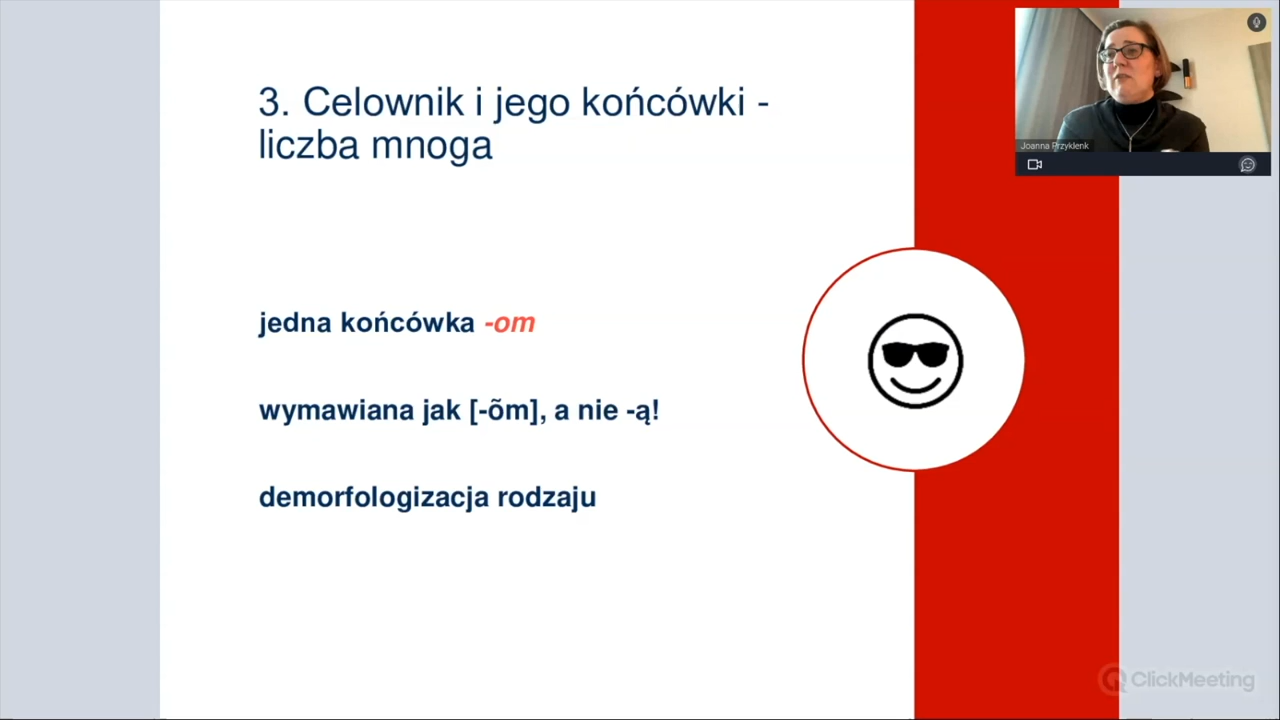 3. Celownik i jego końcówki -
liczba mnoga
jedna końcówka -om
wymawiana jak [-õm], a nie -ą!
demorfologizacja rodzaju
Joanna Przyklenk
ClickMeeting